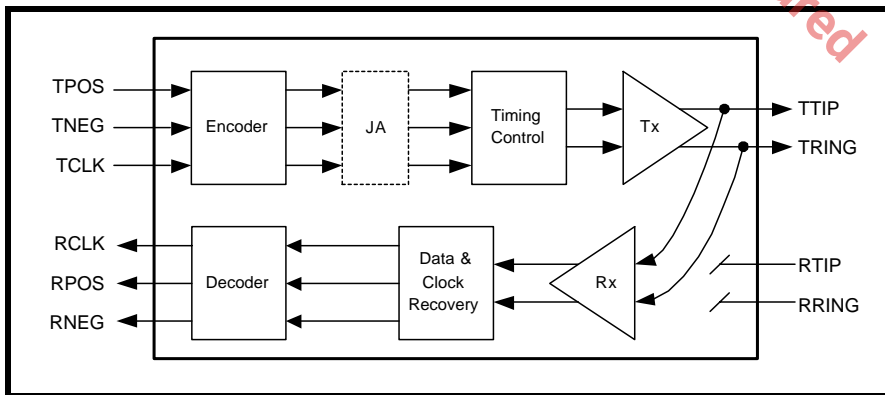 TPOS
TNEG
TCLK
Encoder
JA
Timing
Control
Tx
TTIP
TRING
RCLK
RPOS
RNEG
Decoder
Data &
Clock
Recovery
Rx
RTIP
RRING